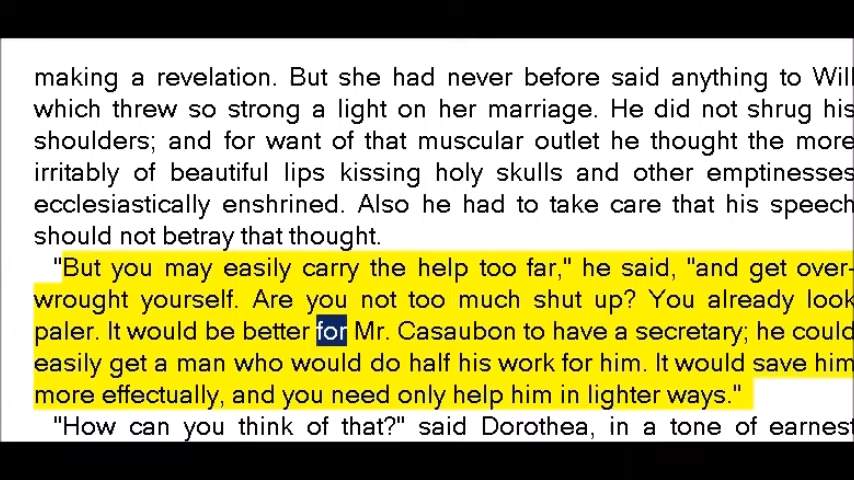 making a revelation. But she had never before said anything to Will
which threw so strong a light on her marriage. He did not shrug his
shoulders; and for want of that muscular outlet he thought the more
irritably of beautiful lips kissing holy skulls and other emptinesses
ecclesiastically enshrined. Also he had to take care that his speech
should not betray that thought.
"But you may easily carry the help too far," he said, "and get over-
wrought yourself. Are you not too much shut up? You already look
paler. It would be better for Mr. Casaubon to have a secretary; he could
easily get a man who would do half his work for him. It would save him
more effectually, and you need only help him in lighter ways."
"How can you think of that?" said Dorothea, in a tone of earnest